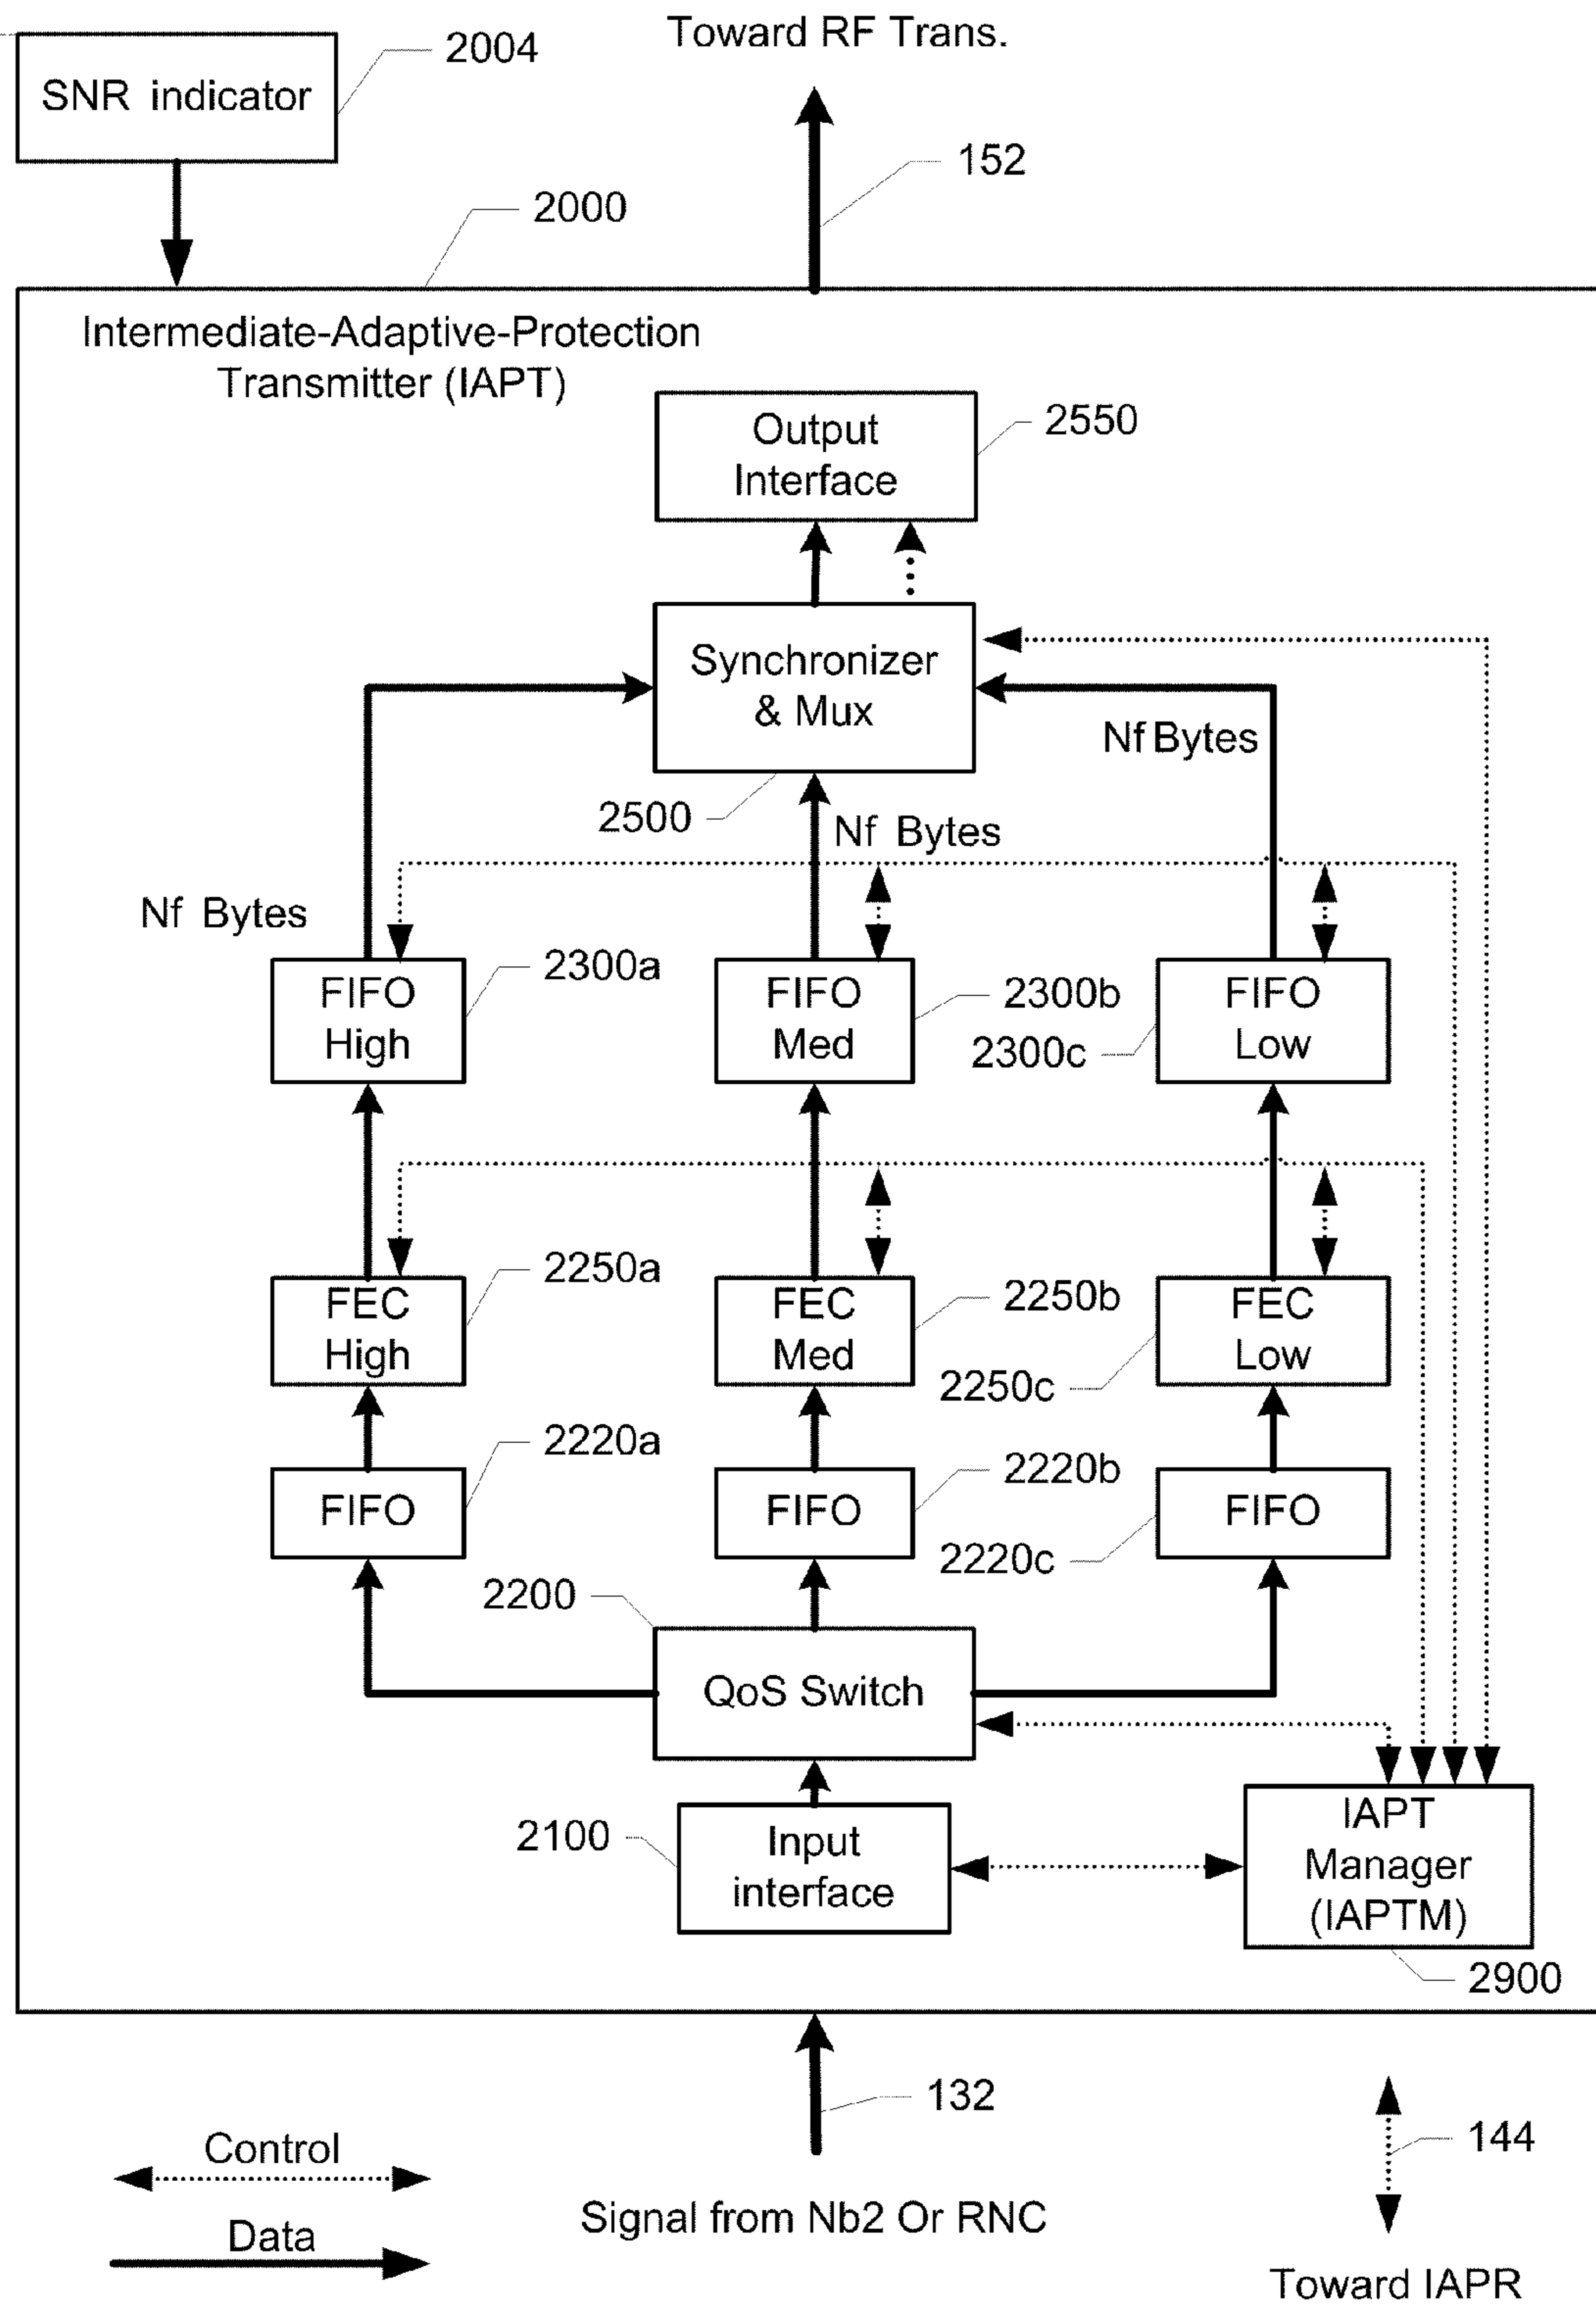 Toward RF Trans.
2004
SNR indicator
152
2000
Intermediate-Adaptive-Protection
Transmitter (IAPT)
Output
Interface
2550
Synchronizer
& Mux
Nf Bytes
2500
Nf Bytes
Nf Bytes
2300a
FIFO
High
FIFO
Med
2300b
2300c
FIFO
Low
2250a
FEC
High
FEC
Med
2250b
2250c
FEC
Low
2220a
FIFO
FIFO
2220b
2220c
FIFO
2200
QoS Switch
2100
Input
interface
IAPT
Manager
(IAPTM)
2900
132
144
Control
Data
Signal from Nb2 Or RNC
Toward IAPR